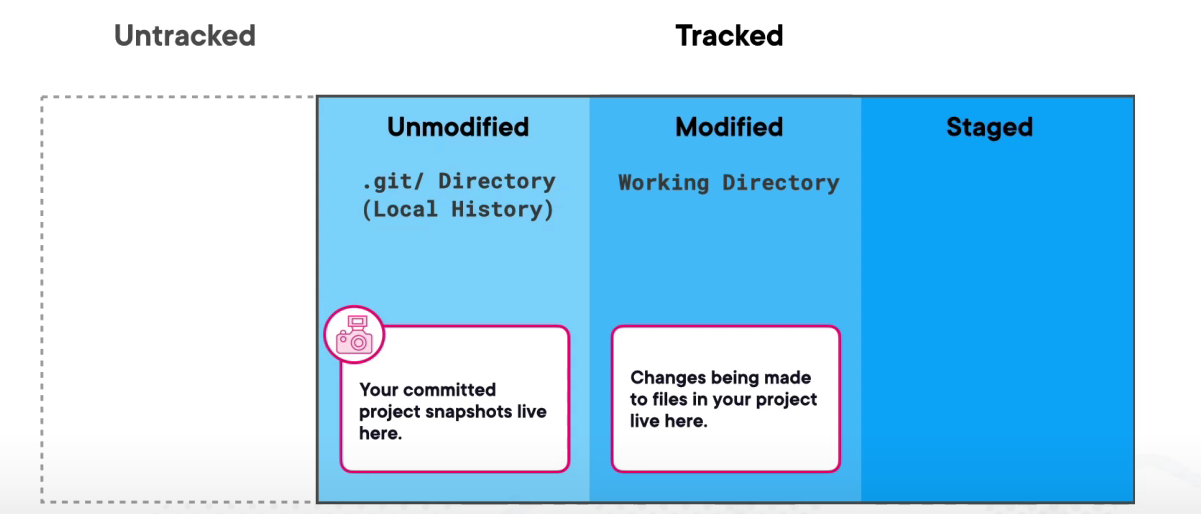 Untracked
Tracked
Unmodified
.git/ Directory
(Local History)
Your committed
project snapshots live
here.
Modified
Working Directory
Changes being made
to files in your project
live here.
Staged